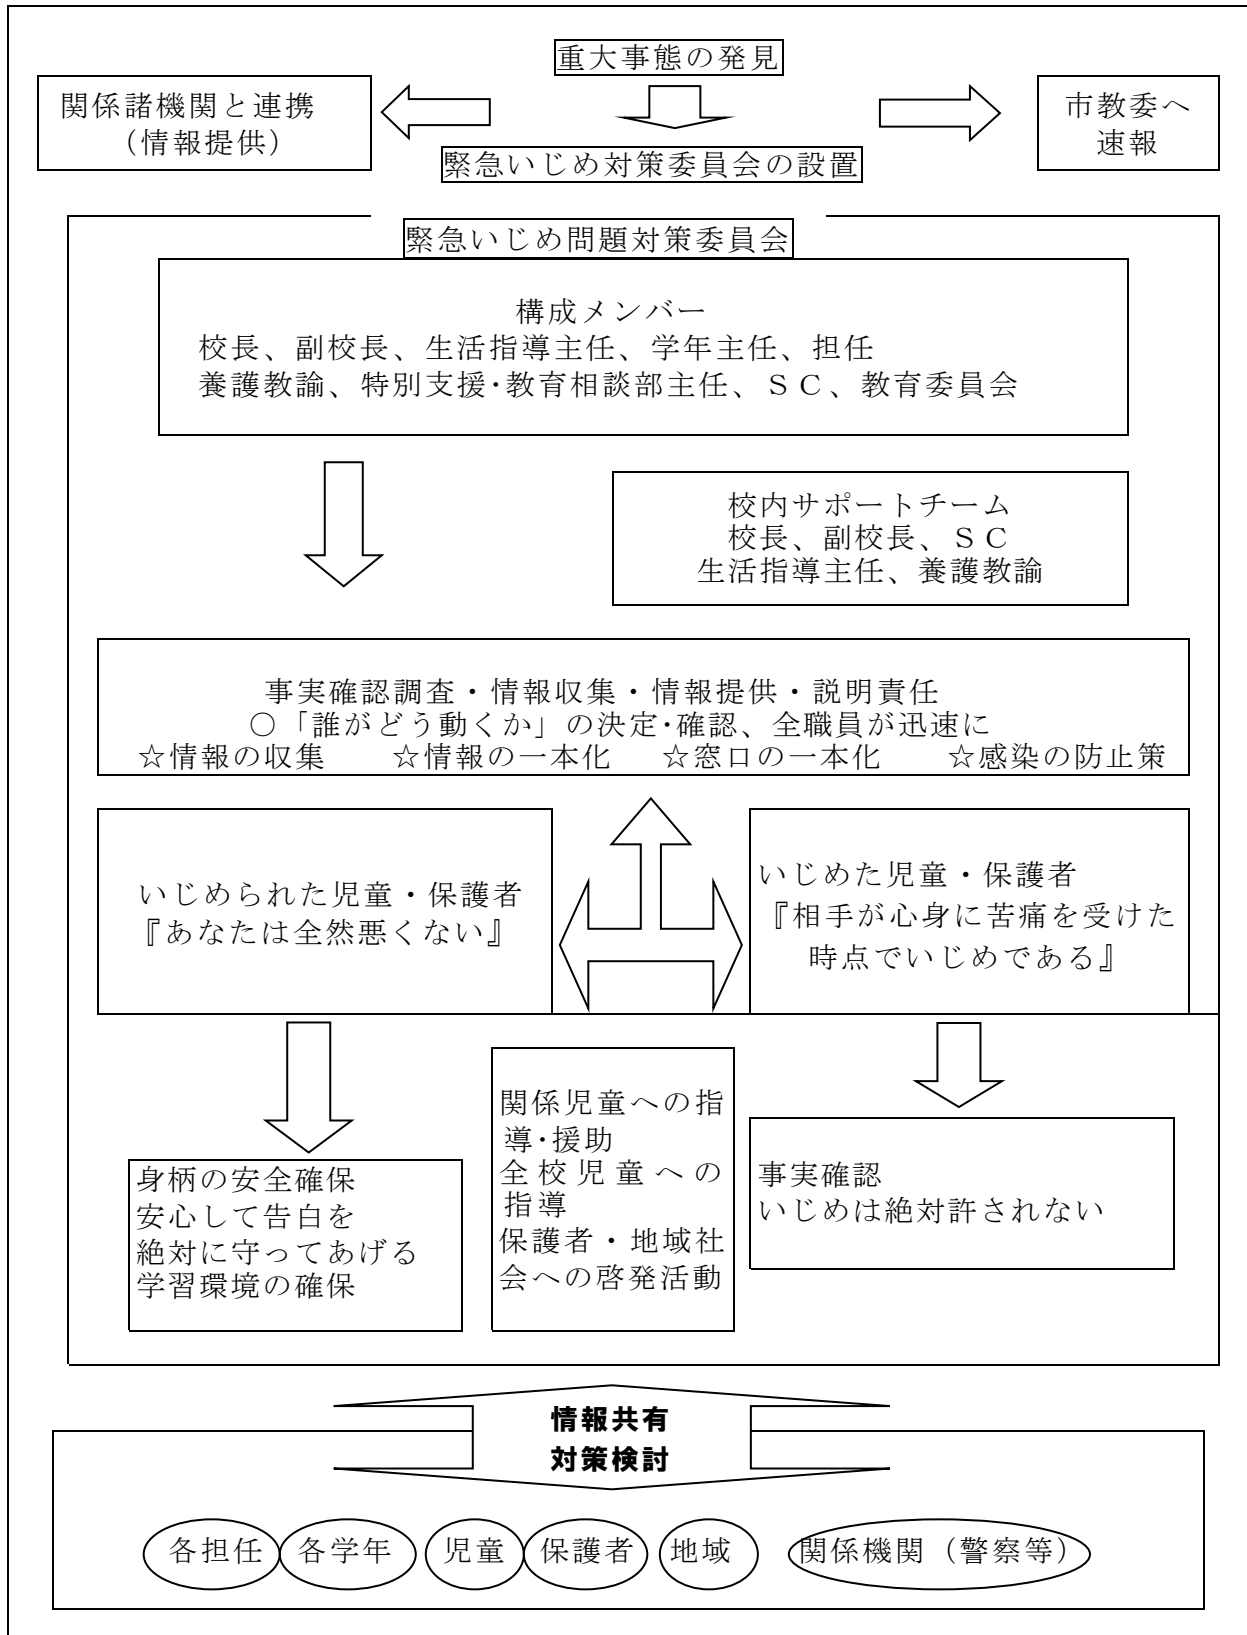 重大事態の発見
関係諸機関と連携
（情報提供）
市教委へ
速報
緊急いじめ対策委員会の設置
緊急いじめ問題対策委員会
構成メンバー
校長、副校長、生活指導主任、学年主任、担任
養護教諭、特別支援･教育相談部主任、ＳＣ、教育委員会
校内サポートチーム
校長、副校長、ＳＣ
生活指導主任、養護教諭
事実確認調査・情報収集・情報提供・説明責任
○「誰がどう動くか」の決定･確認、全職員が迅速に
☆情報の収集　☆情報の一本化　☆窓口の一本化　☆感染の防止策
いじめられた児童・保護者
『あなたは全然悪くない』
いじめた児童・保護者
『相手が心身に苦痛を受けた
時点でいじめである』
身柄の安全確保
安心して告白を
絶対に守ってあげる
学習環境の確保
関係児童への指
導･援助
全校児童への
指導
保護者・地域社
会への啓発活動
事実確認
いじめは絶対許されない
情報共有
対策検討
各担任　各学年　児童　保護者　地域　関係機関（警察等）